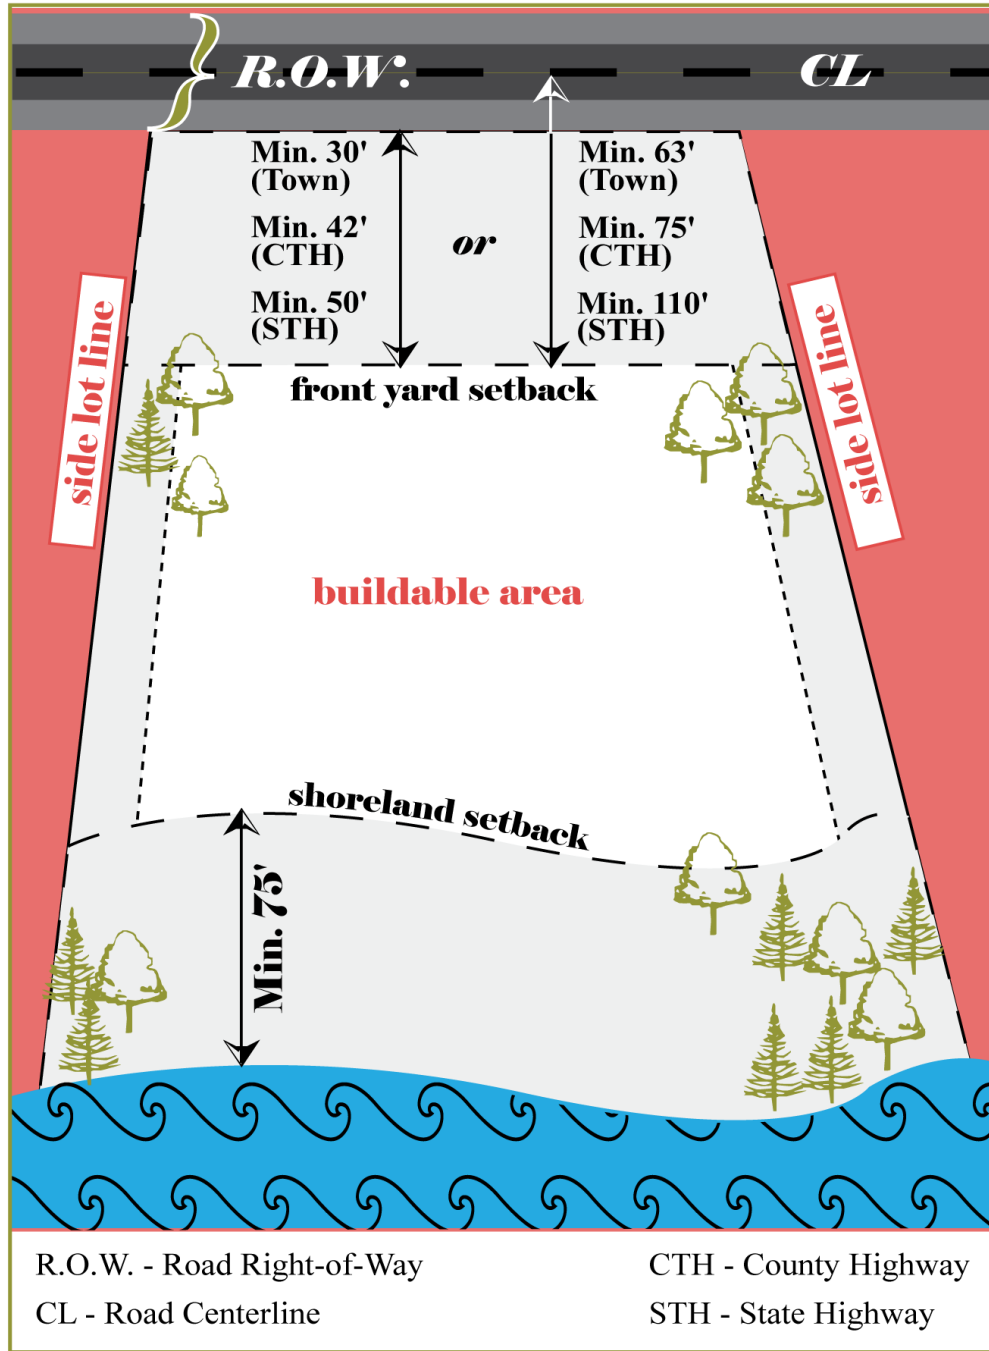 R.O.W.
CL
Min. 30'
(Town)
Min. 42'
(CTH)
Min. 50'
(STH)
or
Min. 63'
(Town)
Min. 75'
(CTH)
Min. 110'
(STH)
side lot line
side lot line
front yard setback
buildable area
shoreland setback
Min. 75'
R.O.W. - Road Right-of-Way
CL - Road Centerline
CTH - County Highway
STH - State Highway